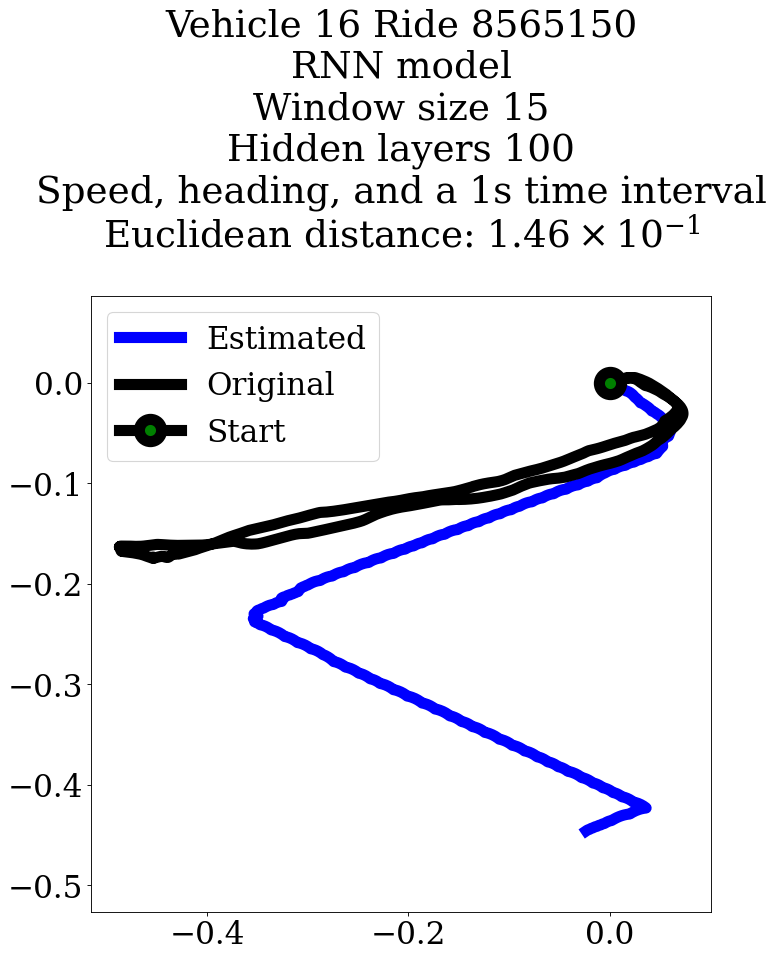 Vehicle 16 Ride 8565150
RNN model
Window size 15
Hidden layers 100
Speed, heading, and a 1s time interval
Euclidean distance: 1.46 × 10⁻¹
Estimated
Original
Start
0.0
−0.1
−0.2
−0.3
−0.4
−0.5
−0.4
−0.2
0.0